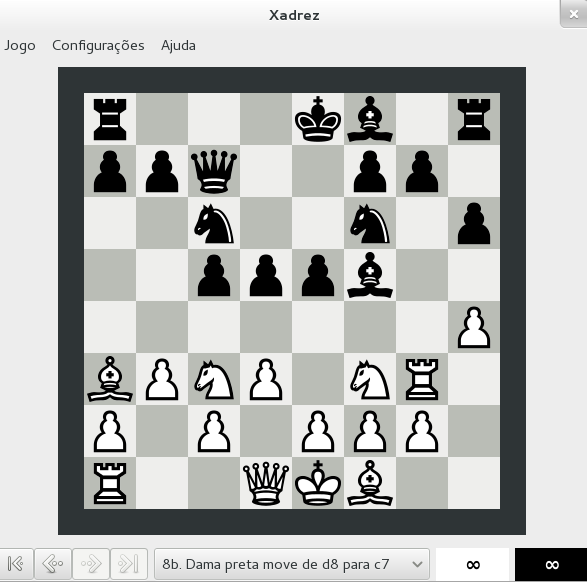 Xadrez
Jogo Configurações Ajuda
8b. Dama preta move de d8 para c7 ∞ ∞